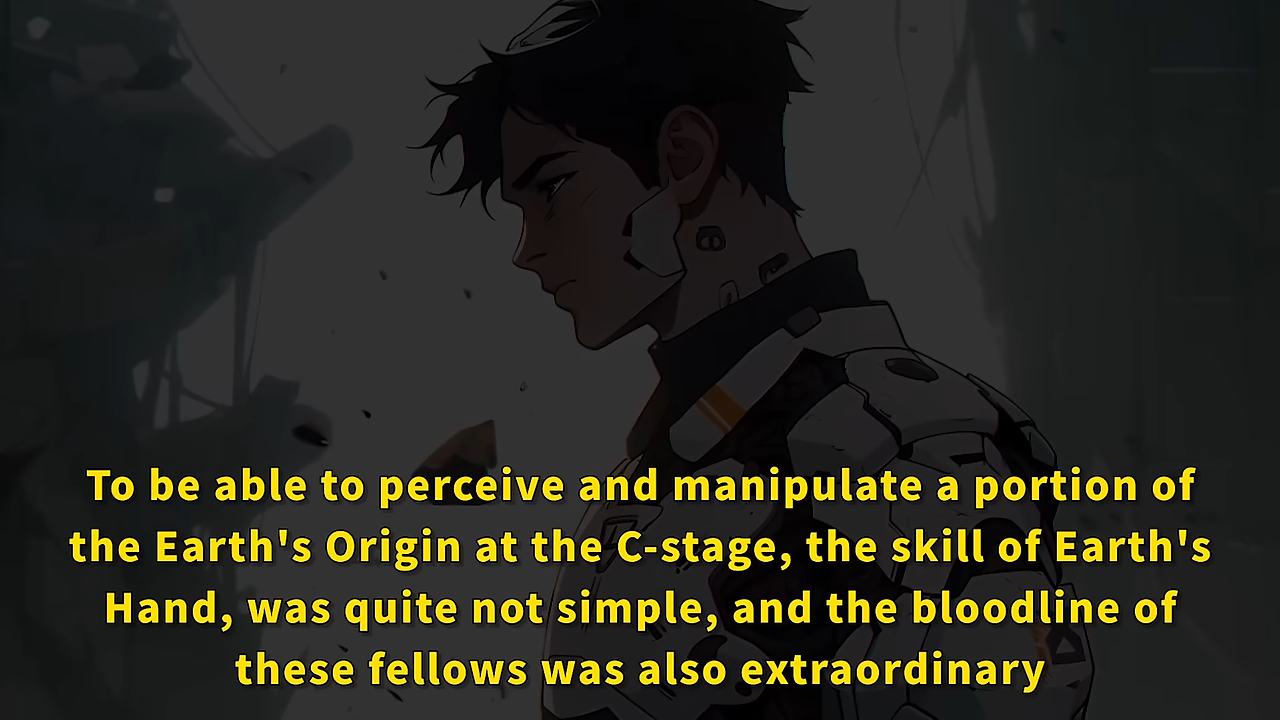 To be able to perceive and manipulate a portion of
the Earth's Origin at the C-stage, the skill of Earth's
Hand, was quite not simple, and the bloodline of
these fellows was also extraordinary